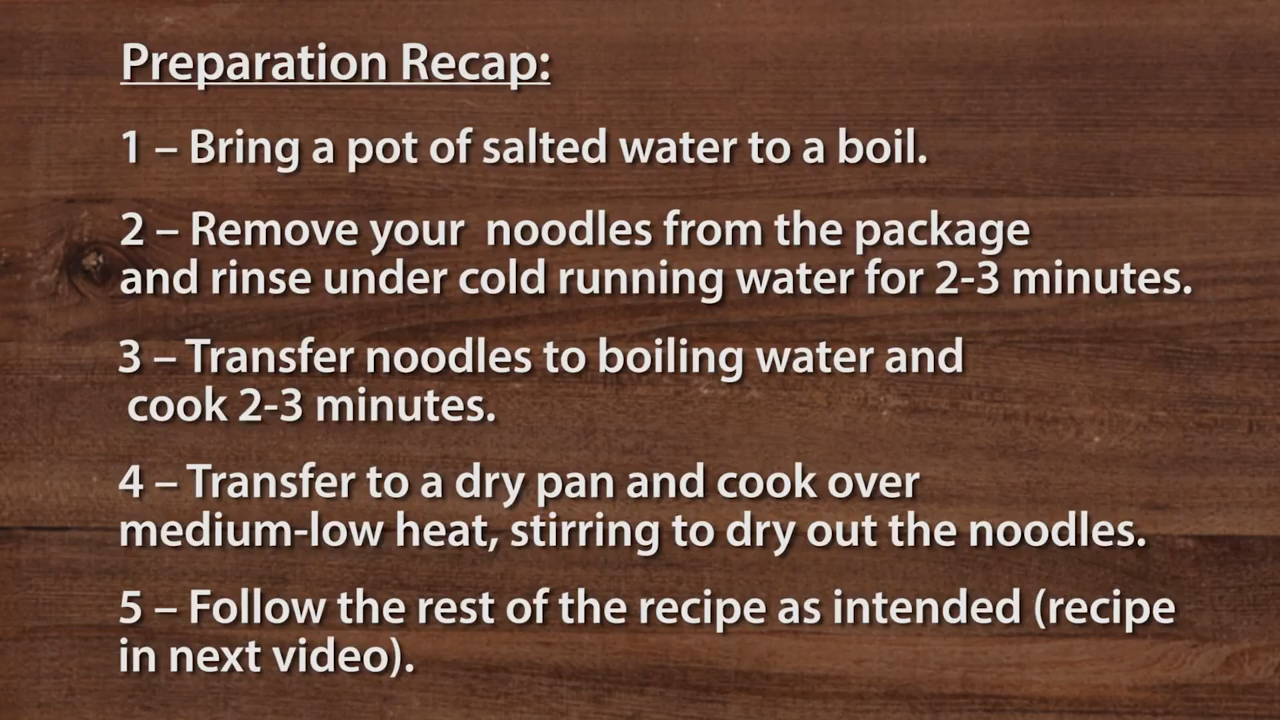 Preparation Recap:
1 – Bring a pot of salted water to a boil.
2 – Remove your  noodles from the package
and rinse under cold running water for 2-3 minutes.
3 – Transfer noodles to boiling water and
cook 2-3 minutes.
4 – Transfer to a dry pan and cook over
medium-low heat, stirring to dry out the noodles.
5 – Follow the rest of the recipe as intended (recipe
in next video).